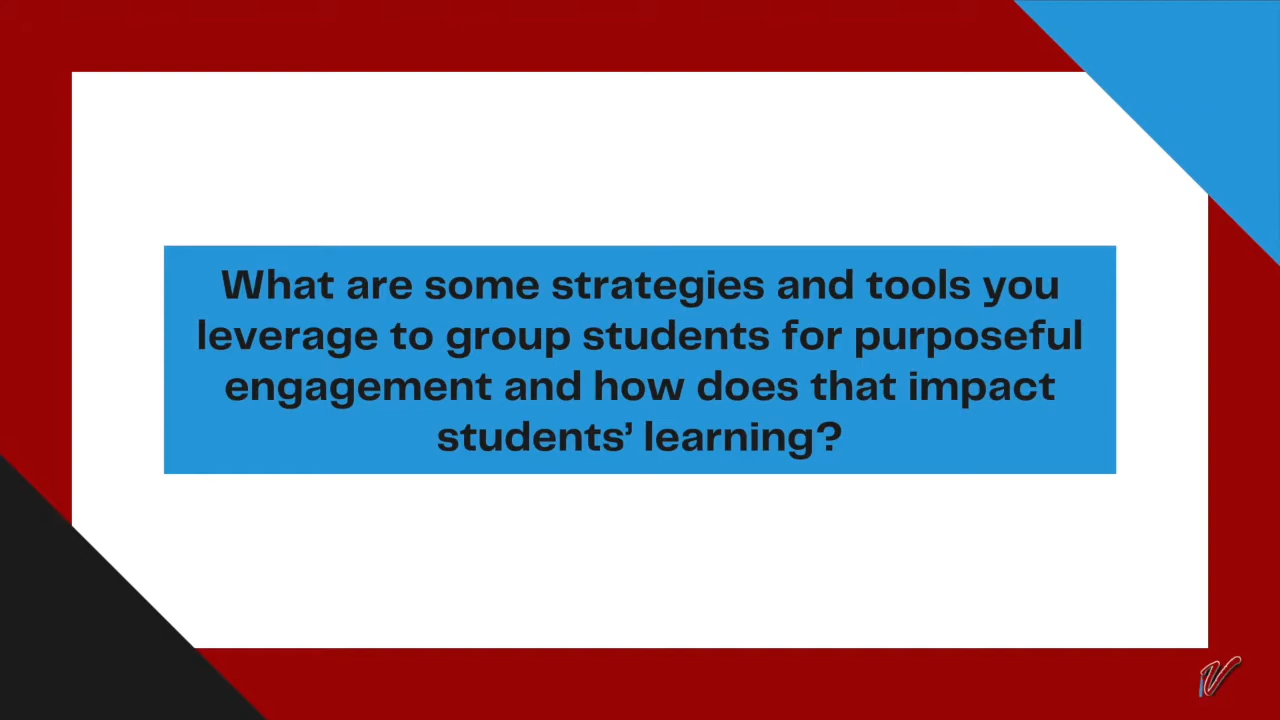 What are some strategies and tools you
leverage to group students for purposeful
engagement and how does that impact
students’ learning?